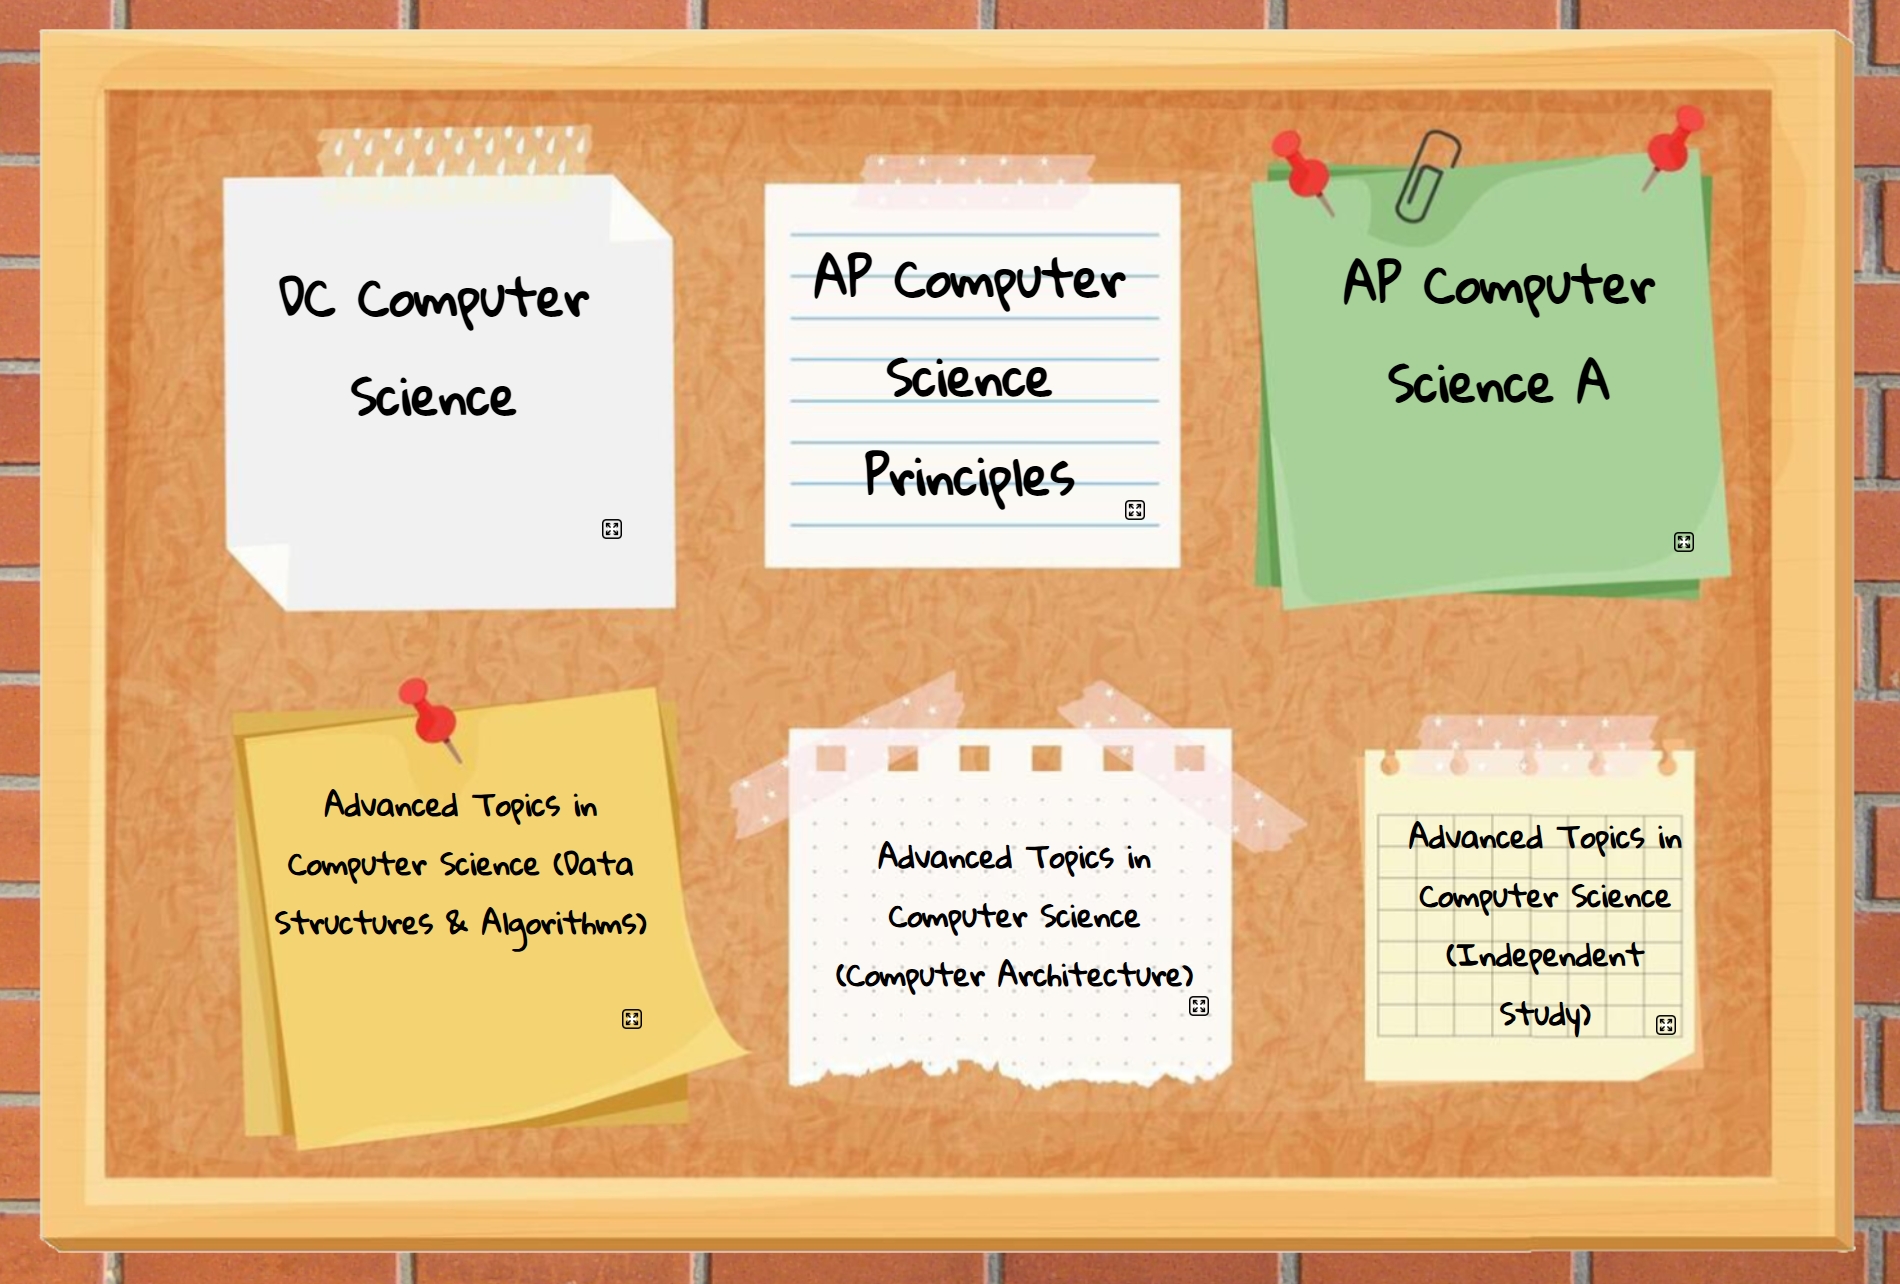 DC Computer
Science
AP Computer
Science
Principles
AP Computer
Science A
Advanced Topics in
Computer Science (Data
Structures & Algorithms)
Advanced Topics in
Computer Science
(Computer Architecture)
Advanced Topics in
Computer Science
(Independent
Study)